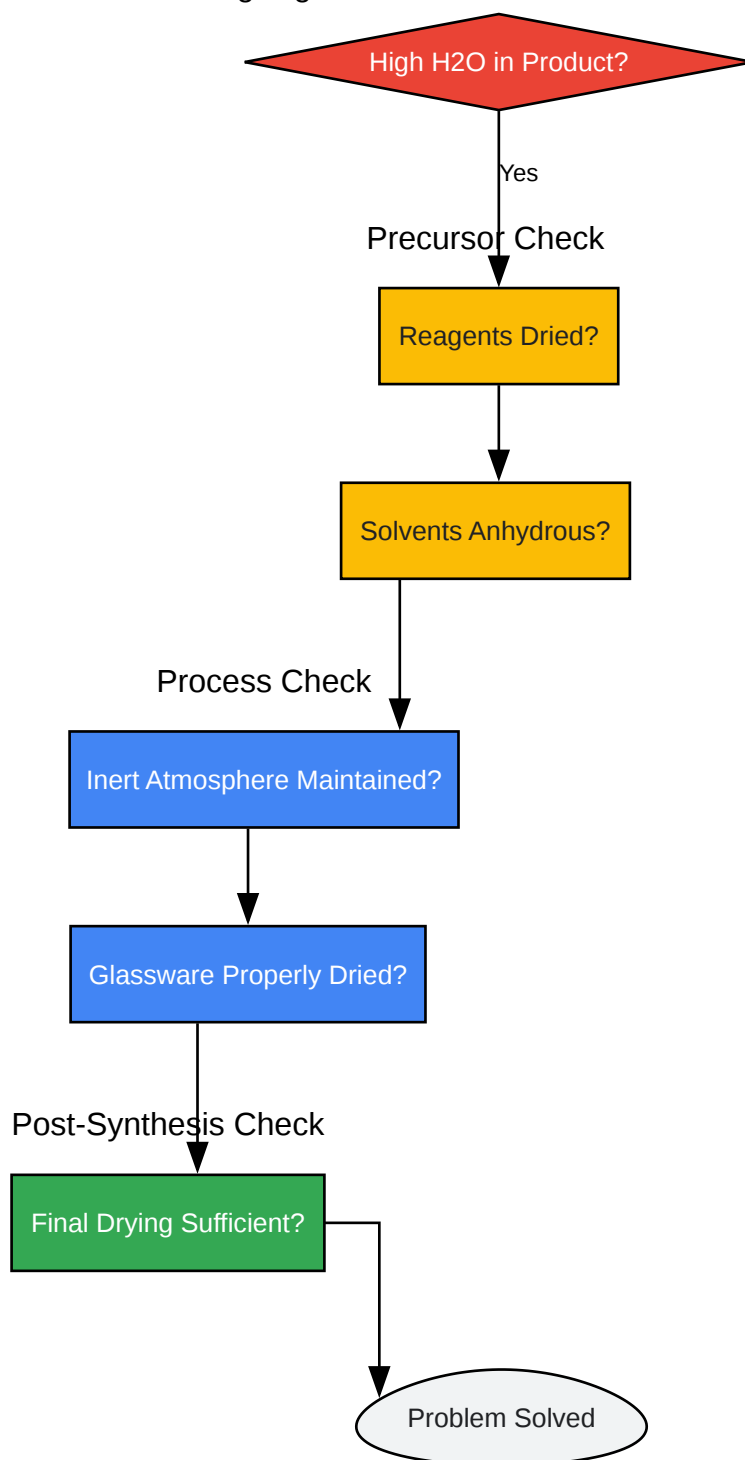 High H2O in Product?
Yes
Precursor Check
Reagents Dried?
Solvents Anhydrous?
Process Check
Inert Atmosphere Maintained?
Glassware Properly Dried?
Post-Synthesis Check
Final Drying Sufficient?
Problem Solved